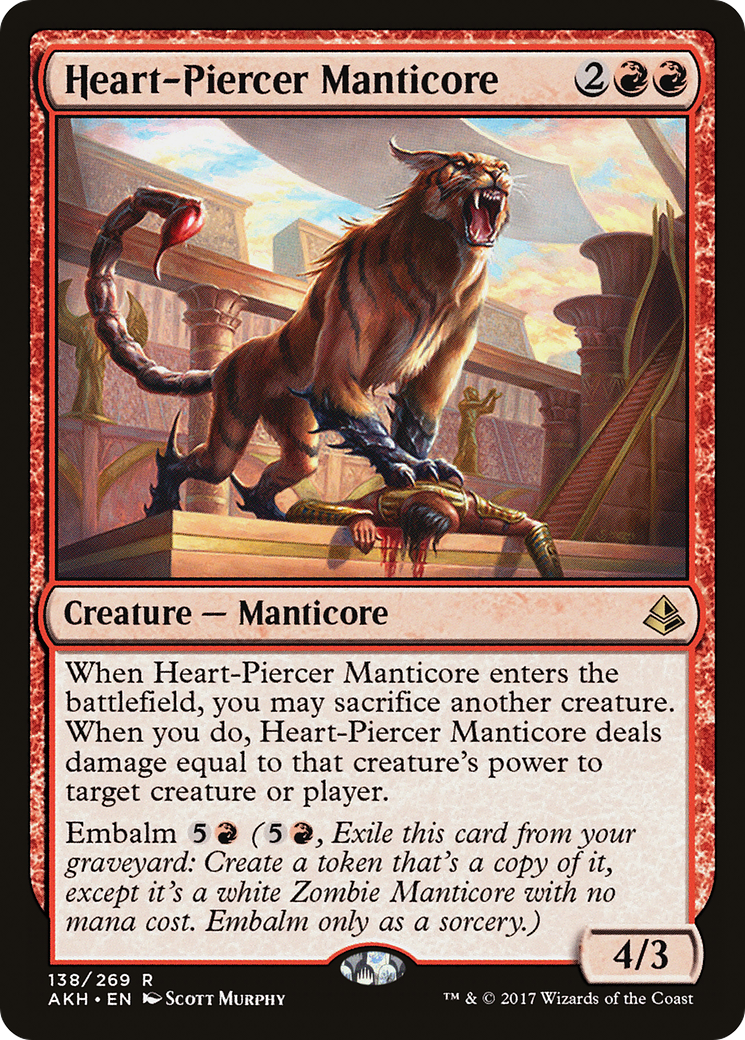 Heart-Piercer Manticore 2
Creature — Manticore
When Heart-Piercer Manticore enters the
battlefield, you may sacrifice another creature.
When you do, Heart-Piercer Manticore deals
damage equal to that creature's power to
target creature or player.
Embalm 5 (5, Exile this card from your
graveyard: Create a token that's a copy of it,
except it's a white Zombie Manticore with no
mana cost. Embalm only as a sorcery.)
4/3
138/269 R
AKH • EN Scott Murphy
™ & © 2017 Wizards of the Coast